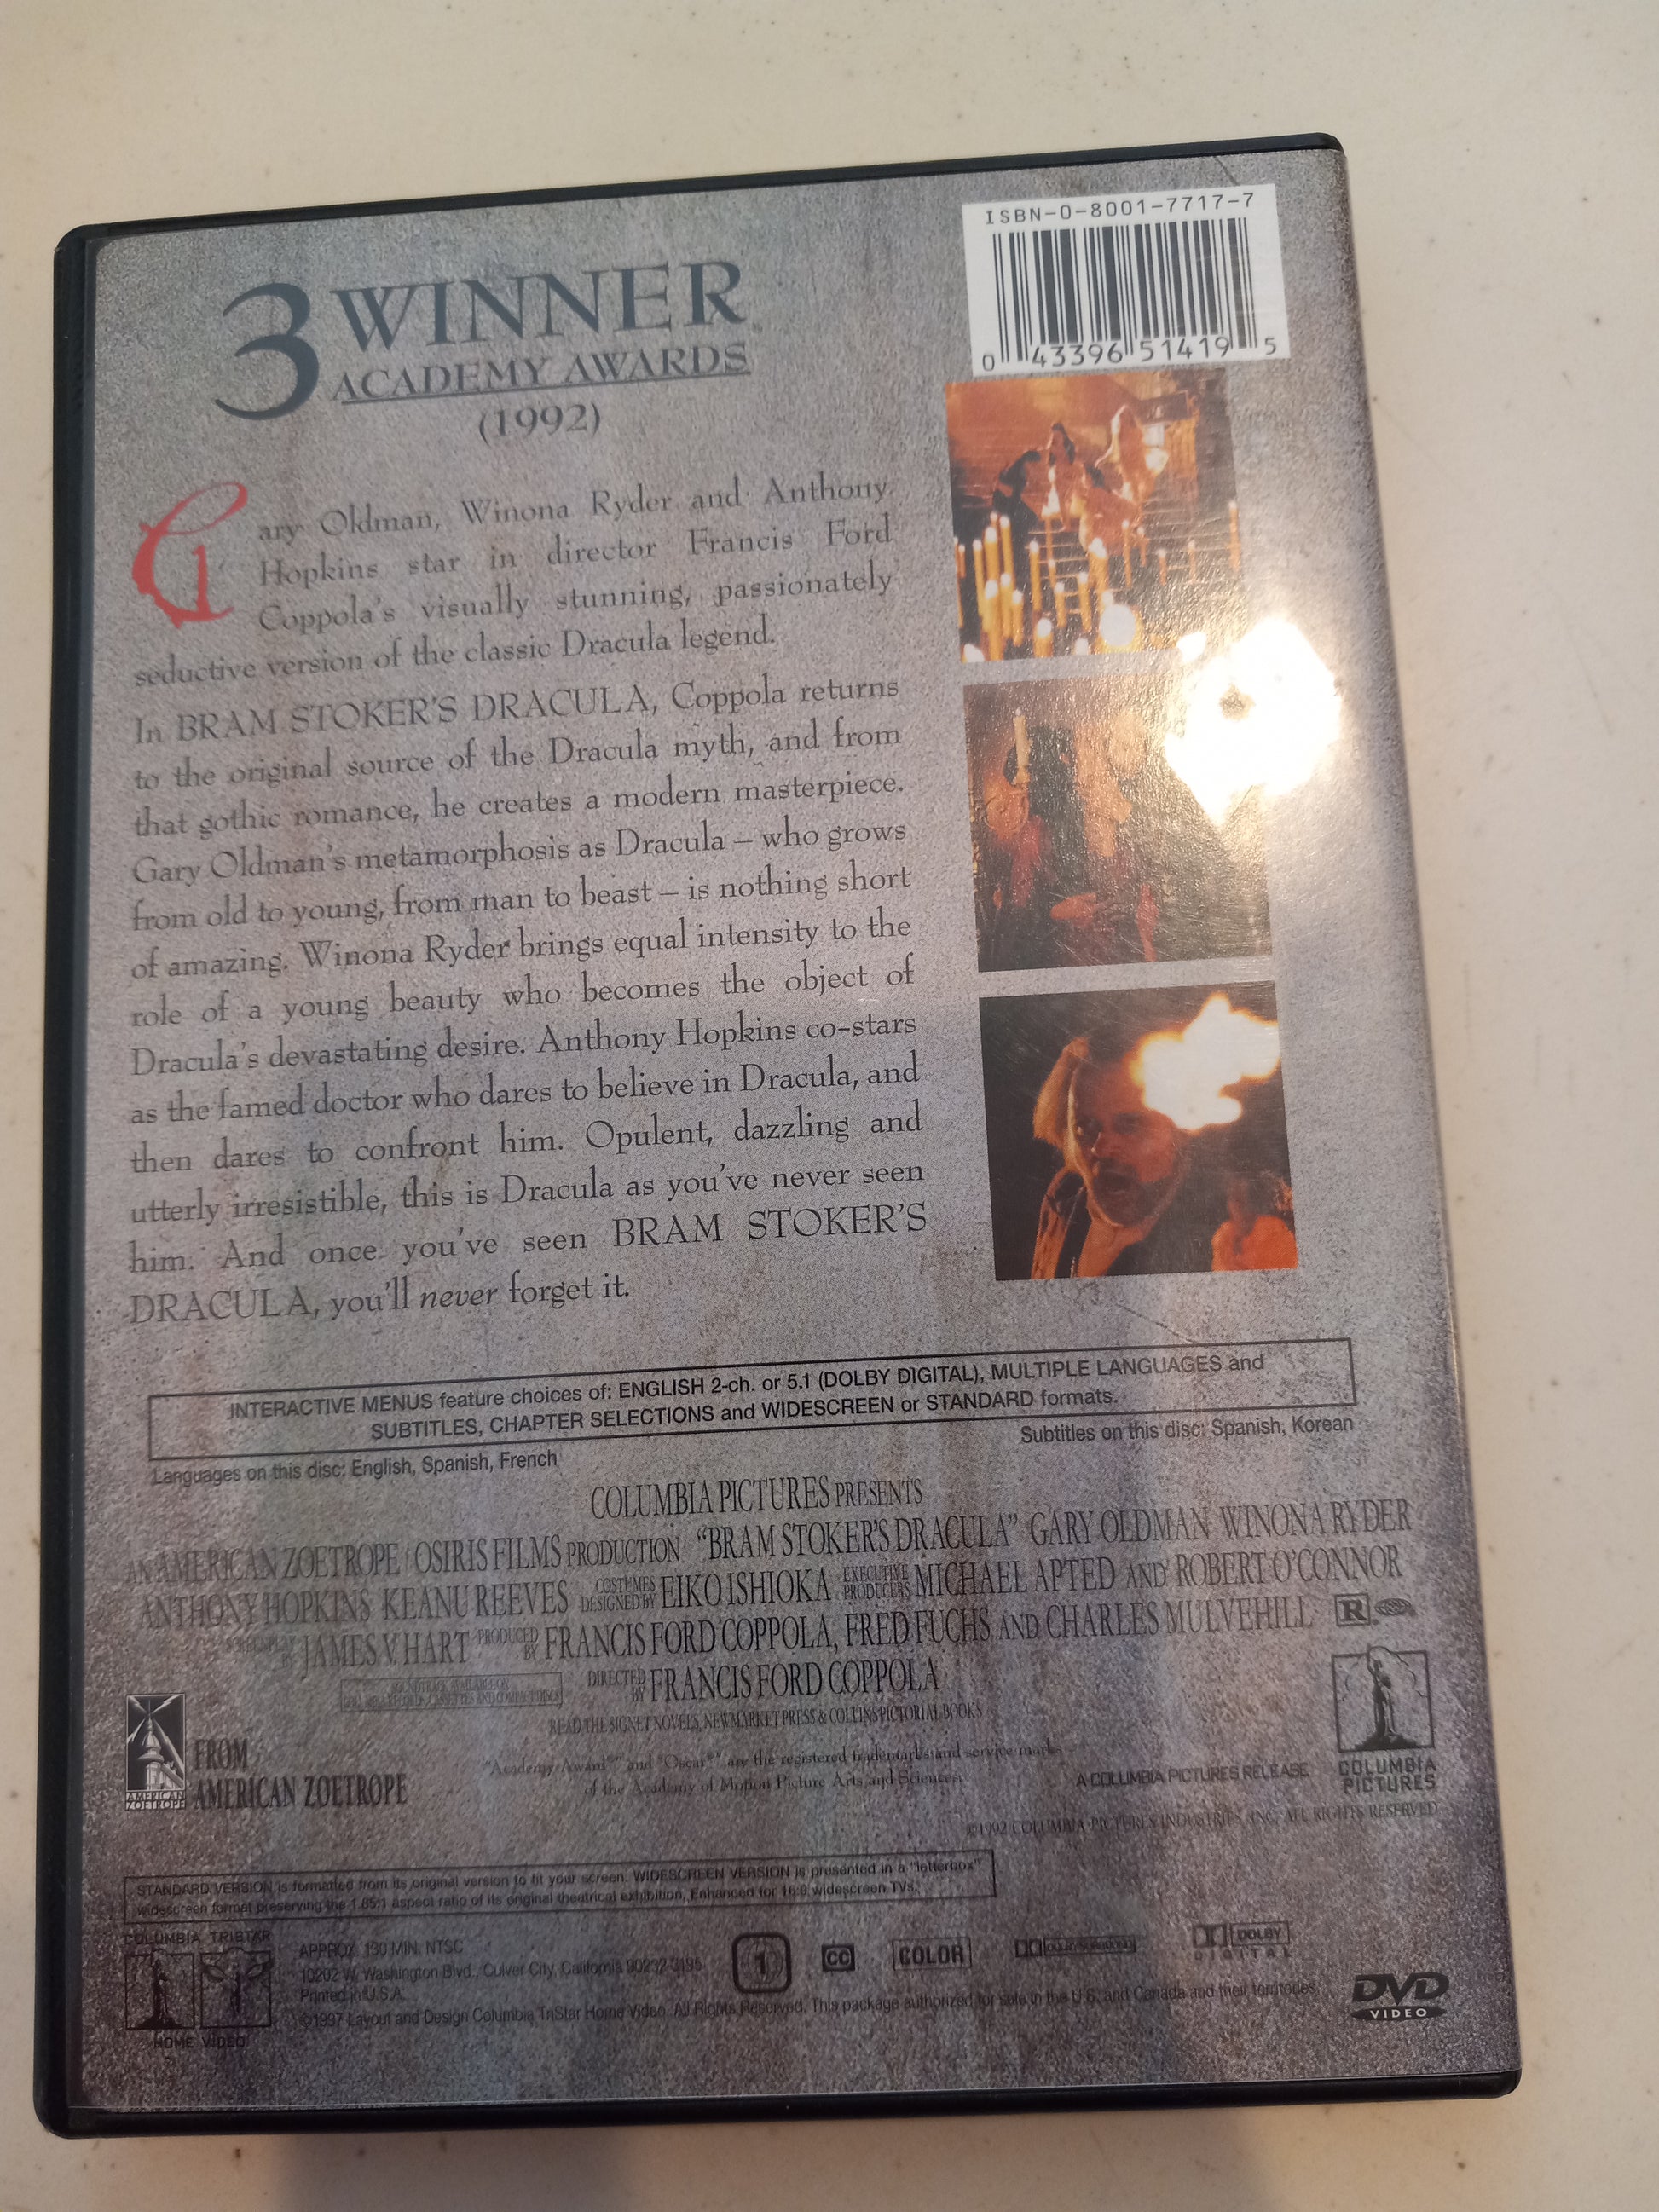 ISBN-0-8001-7717-7
0 43396 51419 5
3 WINNER
ACADEMY AWARDS
(1992)
Gary Oldman, Winona Ryder and Anthony
Hopkins star in director Francis Ford
Coppola's visually stunning, passionately
seductive version of the classic Dracula legend.
In BRAM STOKER'S DRACULA, Coppola returns
to the original source of the Dracula myth, and from
that gothic romance, he creates a modern masterpiece.
Gary Oldman's metamorphosis as Dracula – who grows
from old to young, from man to beast – is nothing short
of amazing. Winona Ryder brings equal intensity to the
role of a young beauty who becomes the object of
Dracula's devastating desire. Anthony Hopkins co-stars
as the famed doctor who dares to believe in Dracula, and
then dares to confront him. Opulent, dazzling and
utterly irresistible, this is Dracula as you've never seen
him. And once you've seen BRAM STOKER'S
DRACULA, you'll never forget it.
INTERACTIVE MENUS feature choices of: ENGLISH 2-ch. or 5.1 (DOLBY DIGITAL), MULTIPLE LANGUAGES and
SUBTITLES, CHAPTER SELECTIONS and WIDESCREEN or STANDARD formats.
Languages on this disc: English, Spanish, French
Subtitles on this disc: Spanish, Korean
COLUMBIA PICTURES PRESENTS
AN AMERICAN ZOETROPE / OSIRIS FILMS PRODUCTION "BRAM STOKER'S DRACULA" GARY OLDMAN WINONA RYDER
ANTHONY HOPKINS KEANU REEVES COSTUMES DESIGNED BY EIKO ISHIOKA EXECUTIVE PRODUCERS MICHAEL APTED AND ROBERT O'CONNOR
SCREENPLAY BY JAMES V. HART PRODUCED BY FRANCIS FORD COPPOLA, FRED FUCHS AND CHARLES MULVEHILL R
DIRECTED BY FRANCIS FORD COPPOLA
READ THE SIGNET NOVELS, NEWMARKET PRESS & COLLINS PICTORIAL BOOKS
AMERICAN ZOETROPE
FROM
AMERICAN ZOETROPE
"Academy Award®" and "Oscar®" are the registered trademarks and service marks
of the Academy of Motion Picture Arts and Sciences.
A COLUMBIA PICTURES RELEASE
COLUMBIA
PICTURES
©1992 COLUMBIA PICTURES INDUSTRIES, INC. ALL RIGHTS RESERVED
STANDARD VERSION is formatted from its original version to fit your screen. WIDESCREEN VERSION is presented in a "letterbox"
widescreen format preserving the 1.85:1 aspect ratio of its original theatrical exhibition. Enhanced for 16:9 widescreen TVs.
COLUMBIA TRISTAR
HOME VIDEO
APPROX. 130 MIN. NTSC
10202 W. Washington Blvd., Culver City, California 90232-3195
Printed in U.S.A.
©1997 Layout and Design Columbia TriStar Home Video. All Rights Reserved. This package authorized for sale in the U.S. and Canada and their territories.
1
CC
COLOR
DOLBY
DIGITAL
DVD
VIDEO